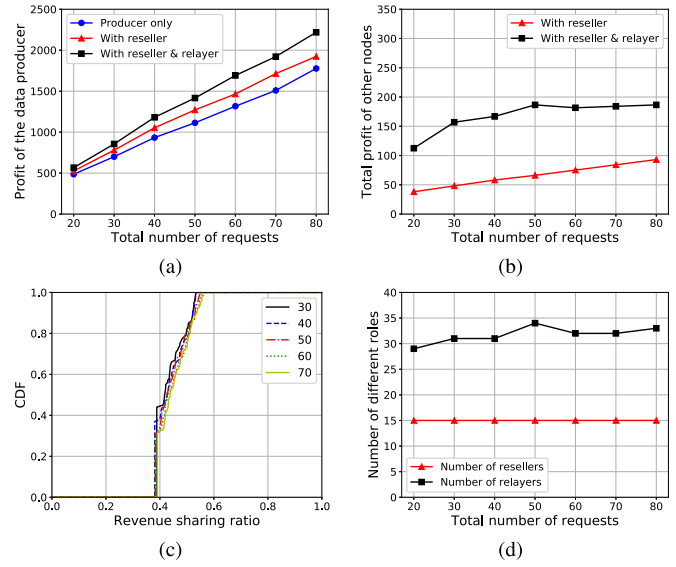 Profit of the data producer
2500
2000
1500
1000
500
0
Producer only
With reseller
With reseller & relayer
20 30 40 50 60 70 80
Total number of requests
(a)
Total profit of other nodes
350
300
250
200
150
100
50
0
With reseller
With reseller & relayer
20 30 40 50 60 70 80
Total number of requests
(b)
CDF
1.0
0.8
0.6
0.4
0.2
0.0
30
40
50
60
70
0.0 0.2 0.4 0.6 0.8 1.0
Revenue sharing ratio
(c)
Number of different roles
40
35
30
25
20
15
10
5
0
Number of resellers
Number of relayers
20 30 40 50 60 70 80
Total number of requests
(d)